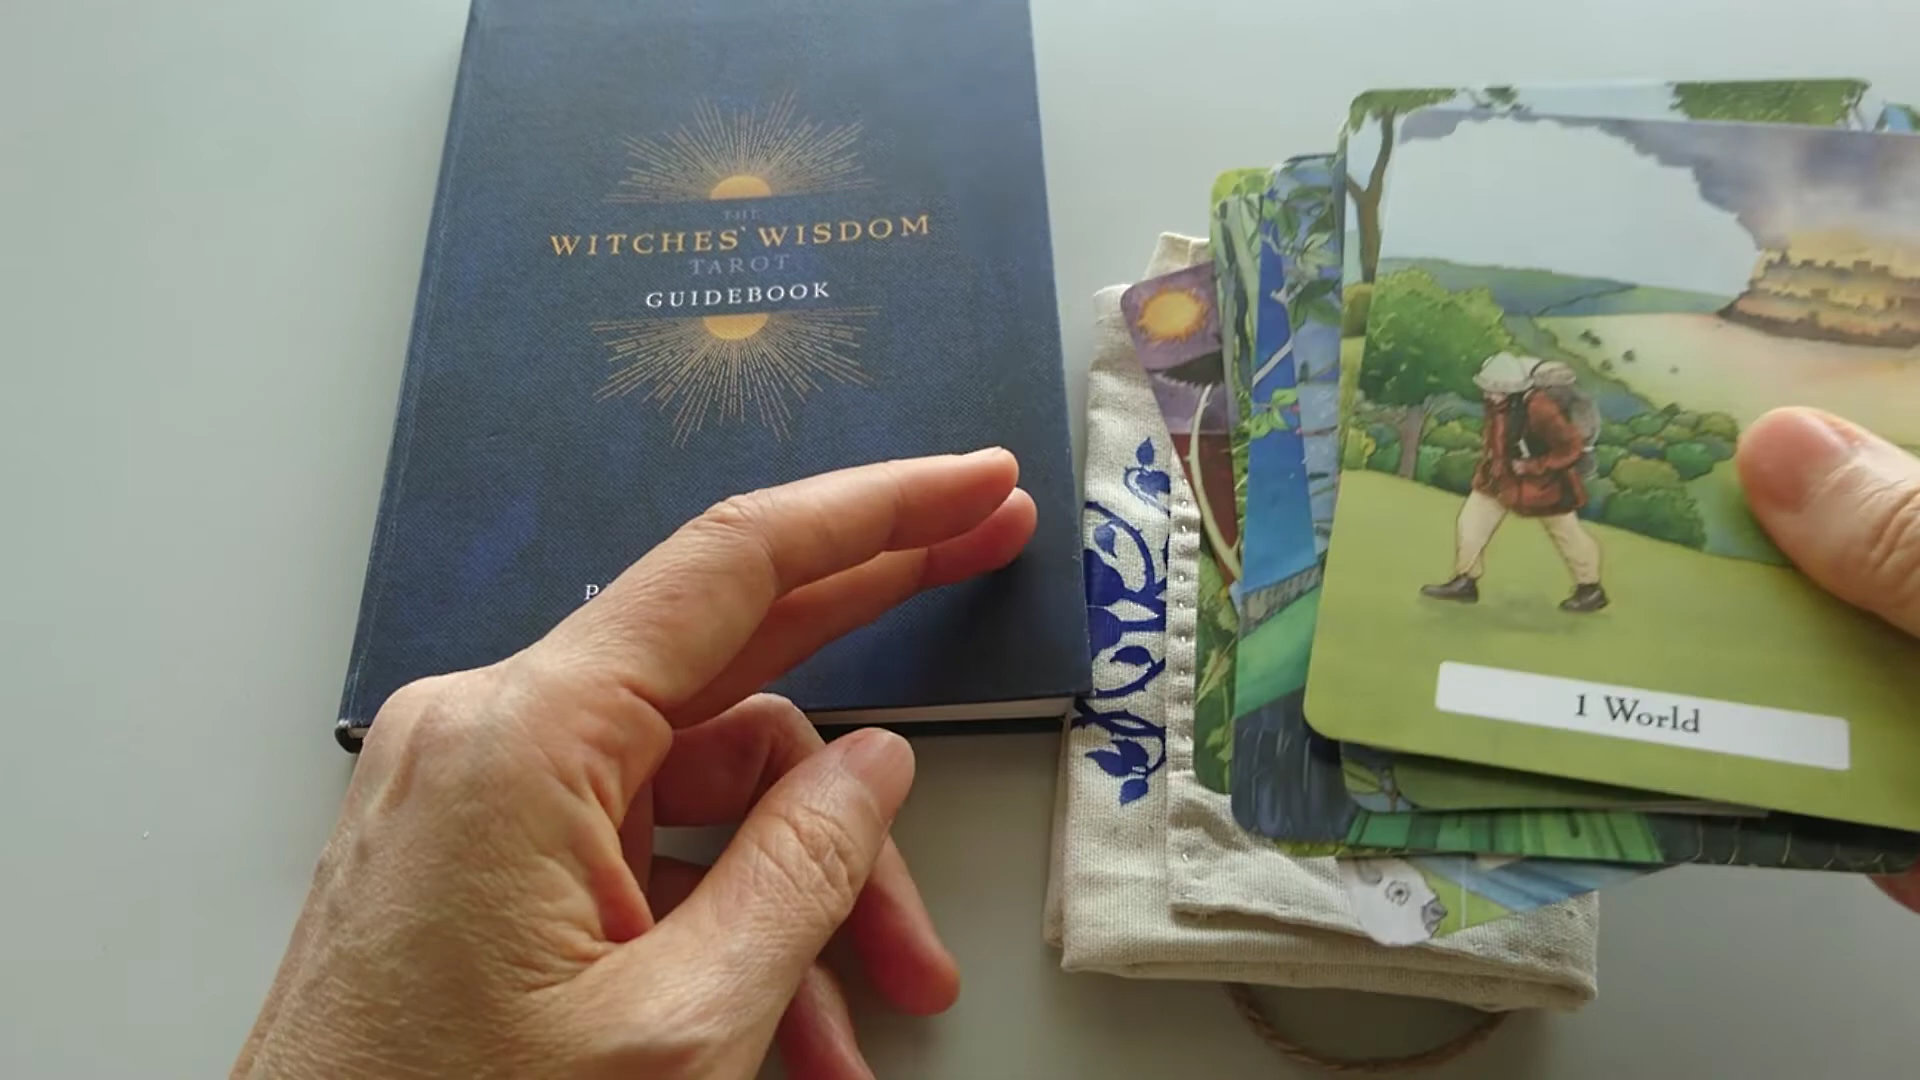 THE
WITCHES' WISDOM
TAROT
GUIDEBOOK
1 World